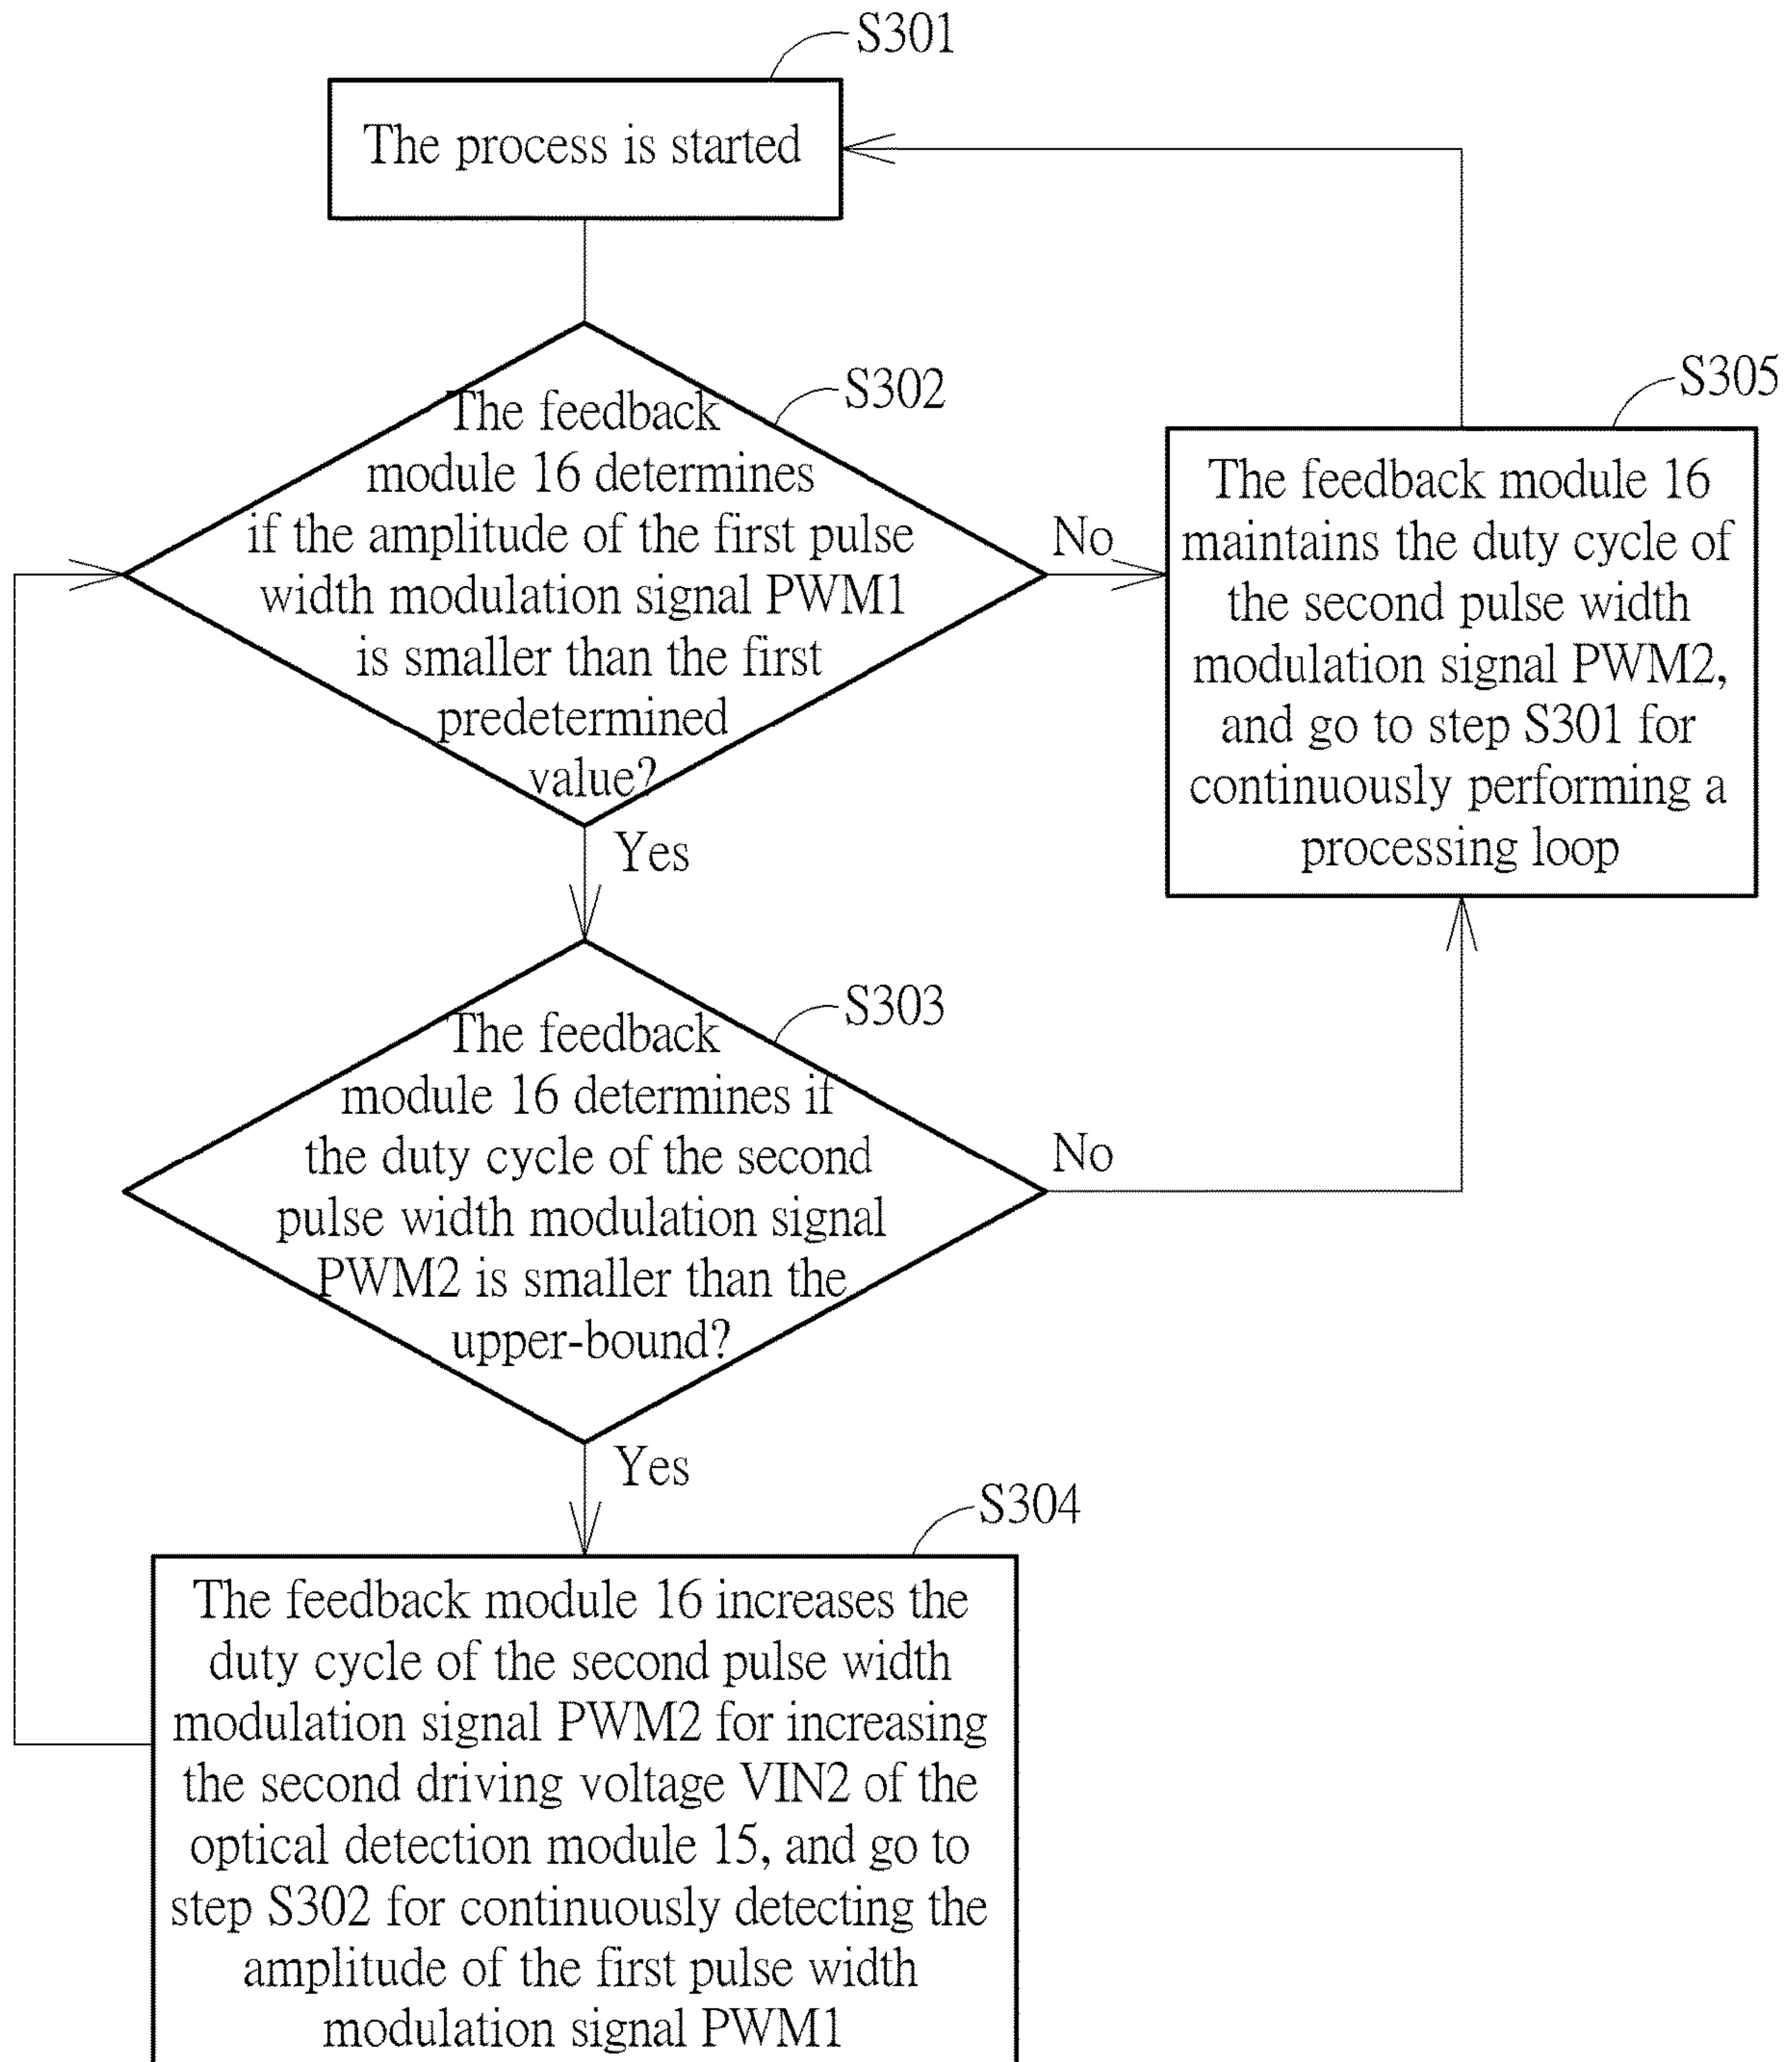 S301
The process is started
S302
The feedback
module 16 determines
if the amplitude of the first pulse
width modulation signal PWM1
is smaller than the first
predetermined
value?
No
Yes
S305
The feedback module 16
maintains the duty cycle of
the second pulse width
modulation signal PWM2,
and go to step S301 for
continuously performing a
processing loop
S303
The feedback
module 16 determines if
the duty cycle of the second
pulse width modulation signal
PWM2 is smaller than the
upper-bound?
No
Yes
S304
The feedback module 16 increases the
duty cycle of the second pulse width
modulation signal PWM2 for increasing
the second driving voltage VIN2 of the
optical detection module 15, and go to
step S302 for continuously detecting the
amplitude of the first pulse width
modulation signal PWM1